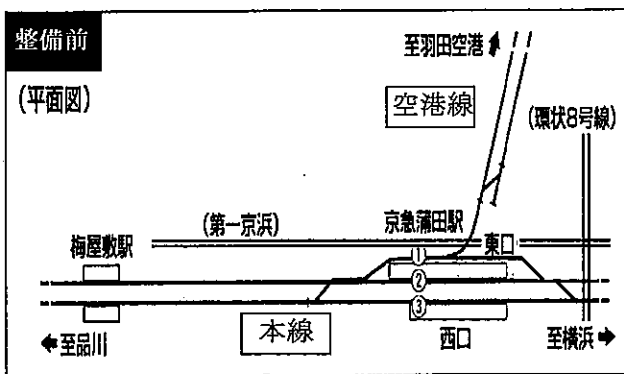 整備前
(平面図)
至羽田空港
空港線
(環状8号線)
(第一京浜)
京急蒲田駅
梅屋敷駅
東口
①
②
③
本線
西口
至品川
至横浜